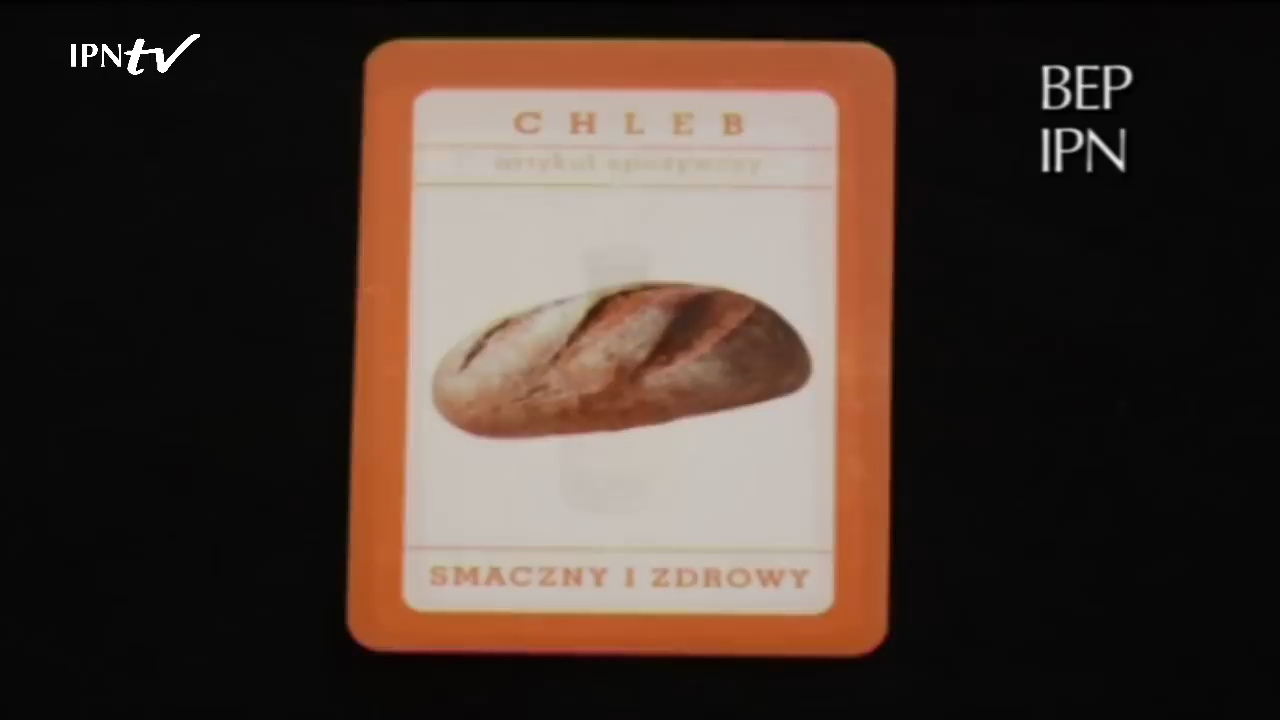 IPNtv
BEP
IPN
CHLEB
artykuł spożywczy
SMACZNY I ZDROWY